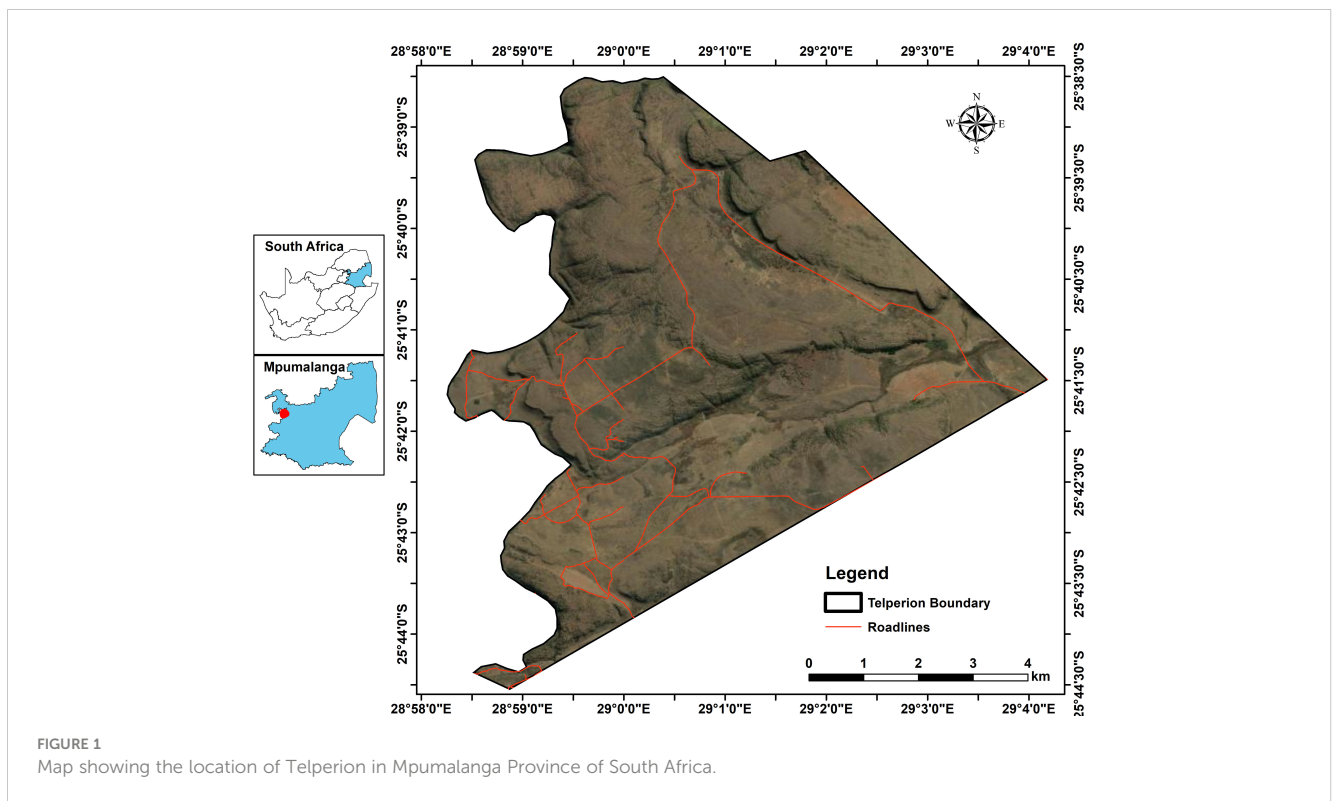 28°58'0"E 28°59'0"E 29°0'0"E 29°1'0"E 29°2'0"E 29°3'0"E 29°4'0"E
25°38'30"S
25°39'0"S
25°39'30"S
25°40'0"S
25°40'30"S
25°41'0"S
25°41'30"S
25°42'0"S
25°42'30"S
25°43'0"S
25°43'30"S
25°44'0"S
25°44'30"S
N
W E
S
South Africa
Mpumalanga
Legend
Telperion Boundary
Roadlines
0 1 2 3 4
km
28°58'0"E 28°59'0"E 29°0'0"E 29°1'0"E 29°2'0"E 29°3'0"E 29°4'0"E
FIGURE 1
Map showing the location of Telperion in Mpumalanga Province of South Africa.